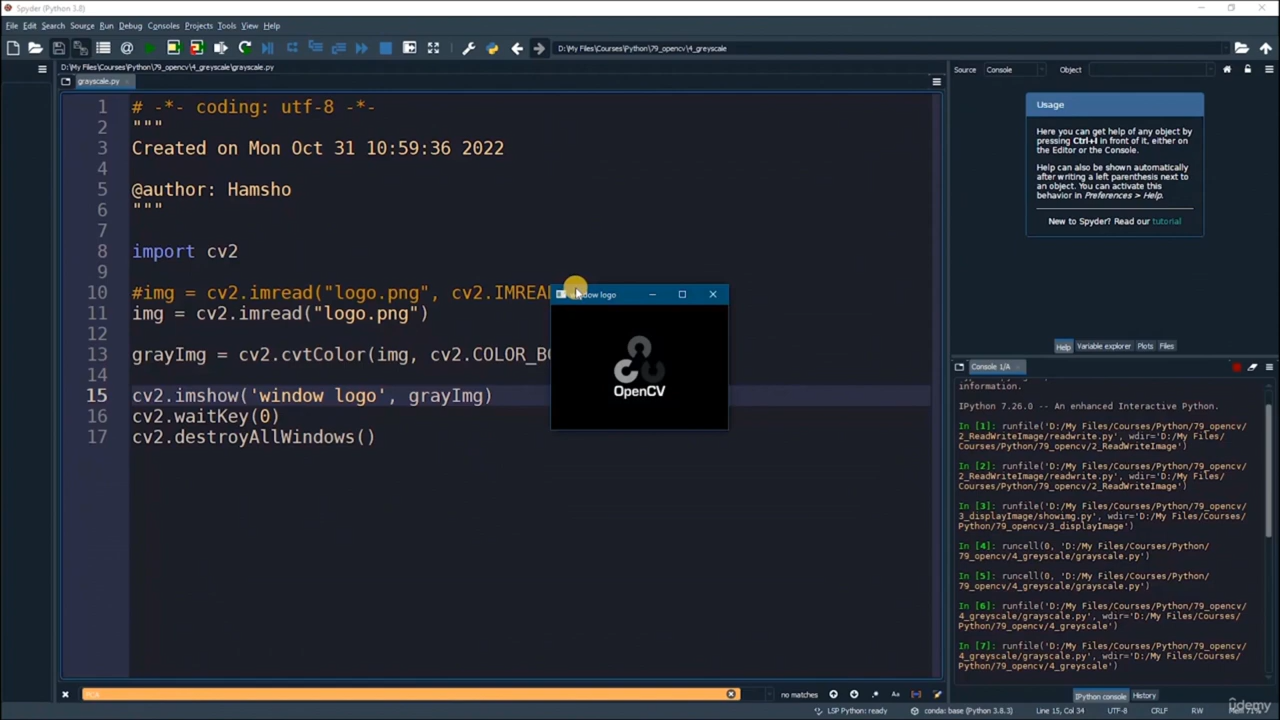 Spyder (Python 3.8)
File Edit Search Source Run Debug Consoles Projects Tools View Help
D:\My Files\Courses\Python\79_opencv\4_greyscale
D:\My Files\Courses\Python\79_opencv\4_greyscale\grayscale.py
grayscale.py
1 # -*- coding: utf-8 -*-
2 """
3 Created on Mon Oct 31 10:59:36 2022
4
5 @author: Hamsho
6 """
7
8 import cv2
9
10 #img = cv2.imread("logo.png", cv2.IMREA
11 img = cv2.imread("logo.png")
12
13 grayImg = cv2.cvtColor(img, cv2.COLOR_BG
14
15 cv2.imshow('window logo', grayImg)
16 cv2.waitKey(0)
17 cv2.destroyAllWindows()
window logo
OpenCV
Source Console Object
Usage
Here you can get help of any object by
pressing Ctrl+I in front of it, either on
the Editor or the Console.
Help can also be shown automatically
after writing a left parenthesis next to
an object. You can activate this
behavior in Preferences > Help.
New to Spyder? Read our tutorial
Help Variable explorer Plots Files
Console 1/A
information.
IPython 7.26.0 -- An enhanced Interactive Python.
In [1]: runfile('D:/My Files/Courses/Python/79_opencv/
2_ReadWriteImage/readwrite.py', wdir='D:/My Files/
Courses/Python/79_opencv/2_ReadWriteImage')
In [2]: runfile('D:/My Files/Courses/Python/79_opencv/
2_ReadWriteImage/readwrite.py', wdir='D:/My Files/
Courses/Python/79_opencv/2_ReadWriteImage')
In [3]: runfile('D:/My Files/Courses/Python/79_opencv/
3_displayImage/showimg.py', wdir='D:/My Files/Courses/
Python/79_opencv/3_displayImage')
In [4]: runcell(0, 'D:/My Files/Courses/Python/
79_opencv/4_greyscale/grayscale.py')
In [5]: runcell(0, 'D:/My Files/Courses/Python/
79_opencv/4_greyscale/grayscale.py')
In [6]: runfile('D:/My Files/Courses/Python/79_opencv/
4_greyscale/grayscale.py', wdir='D:/My Files/Courses/
Python/79_opencv/4_greyscale')
In [7]: runfile('D:/My Files/Courses/Python/79_opencv/
4_greyscale/grayscale.py', wdir='D:/My Files/Courses/
Python/79_opencv/4_greyscale')
IPython console History
no matches Aa
LSP Python: ready conda: base (Python 3.8.3) Line 15, Col 34 UTF-8 CRLF RW Mem 71%
udemy